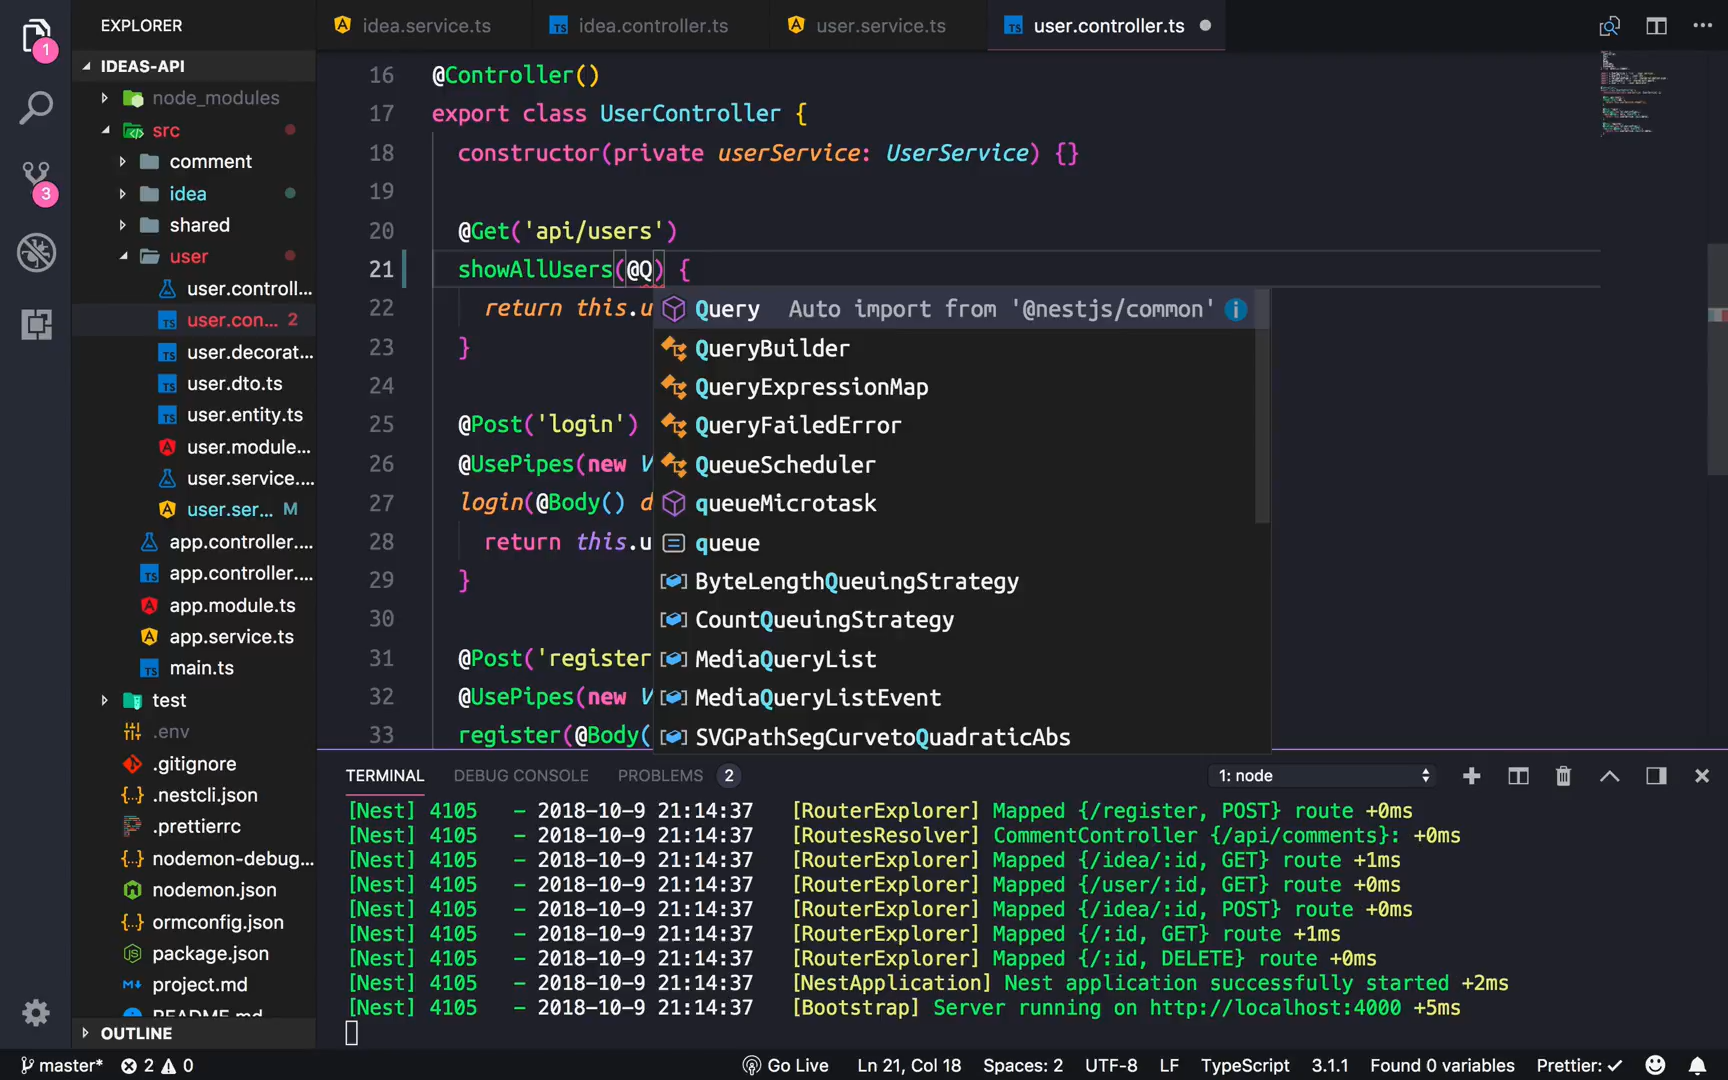 EXPLORER
idea.service.ts
TS idea.controller.ts
user.service.ts
TS user.controller.ts
1
IDEAS-API
node_modules
src
comment
idea
shared
user
user.controll...
TS user.con... 2
TS user.decorat...
TS user.dto.ts
TS user.entity.ts
user.module...
user.service....
user.ser... M
app.controller....
TS app.controller....
app.module.ts
app.service.ts
TS main.ts
test
.env
.gitignore
{..} .nestcli.json
.prettierrc
{..} nodemon-debug...
nodemon.json
{..} ormconfig.json
package.json
M↓ project.md
README.md
OUTLINE
3
16 @Controller()
17 export class UserController {
18 constructor(private userService: UserService) {}
19
20 @Get('api/users')
21 showAllUsers(@Q) {
22 return this.u
23 }
24
25 @Post('login')
26 @UsePipes(new V
27 login(@Body() d
28 return this.u
29 }
30
31 @Post('register
32 @UsePipes(new V
33 register(@Body(
Query Auto import from '@nestjs/common' i
QueryBuilder
QueryExpressionMap
QueryFailedError
QueueScheduler
queueMicrotask
queue
ByteLengthQueuingStrategy
CountQueuingStrategy
MediaQueryList
MediaQueryListEvent
SVGPathSegCurvetoQuadraticAbs
TERMINAL DEBUG CONSOLE PROBLEMS 2 1: node
[Nest] 4105 - 2018-10-9 21:14:37 [RouterExplorer] Mapped {/register, POST} route +0ms
[Nest] 4105 - 2018-10-9 21:14:37 [RoutesResolver] CommentController {/api/comments}: +0ms
[Nest] 4105 - 2018-10-9 21:14:37 [RouterExplorer] Mapped {/idea/:id, GET} route +1ms
[Nest] 4105 - 2018-10-9 21:14:37 [RouterExplorer] Mapped {/user/:id, GET} route +0ms
[Nest] 4105 - 2018-10-9 21:14:37 [RouterExplorer] Mapped {/idea/:id, POST} route +0ms
[Nest] 4105 - 2018-10-9 21:14:37 [RouterExplorer] Mapped {/:id, GET} route +1ms
[Nest] 4105 - 2018-10-9 21:14:37 [RouterExplorer] Mapped {/:id, DELETE} route +0ms
[Nest] 4105 - 2018-10-9 21:14:37 [NestApplication] Nest application successfully started +2ms
[Nest] 4105 - 2018-10-9 21:14:37 [Bootstrap] Server running on http://localhost:4000 +5ms
master* 2 0 Go Live Ln 21, Col 18 Spaces: 2 UTF-8 LF TypeScript 3.1.1 Found 0 variables Prettier: ✓